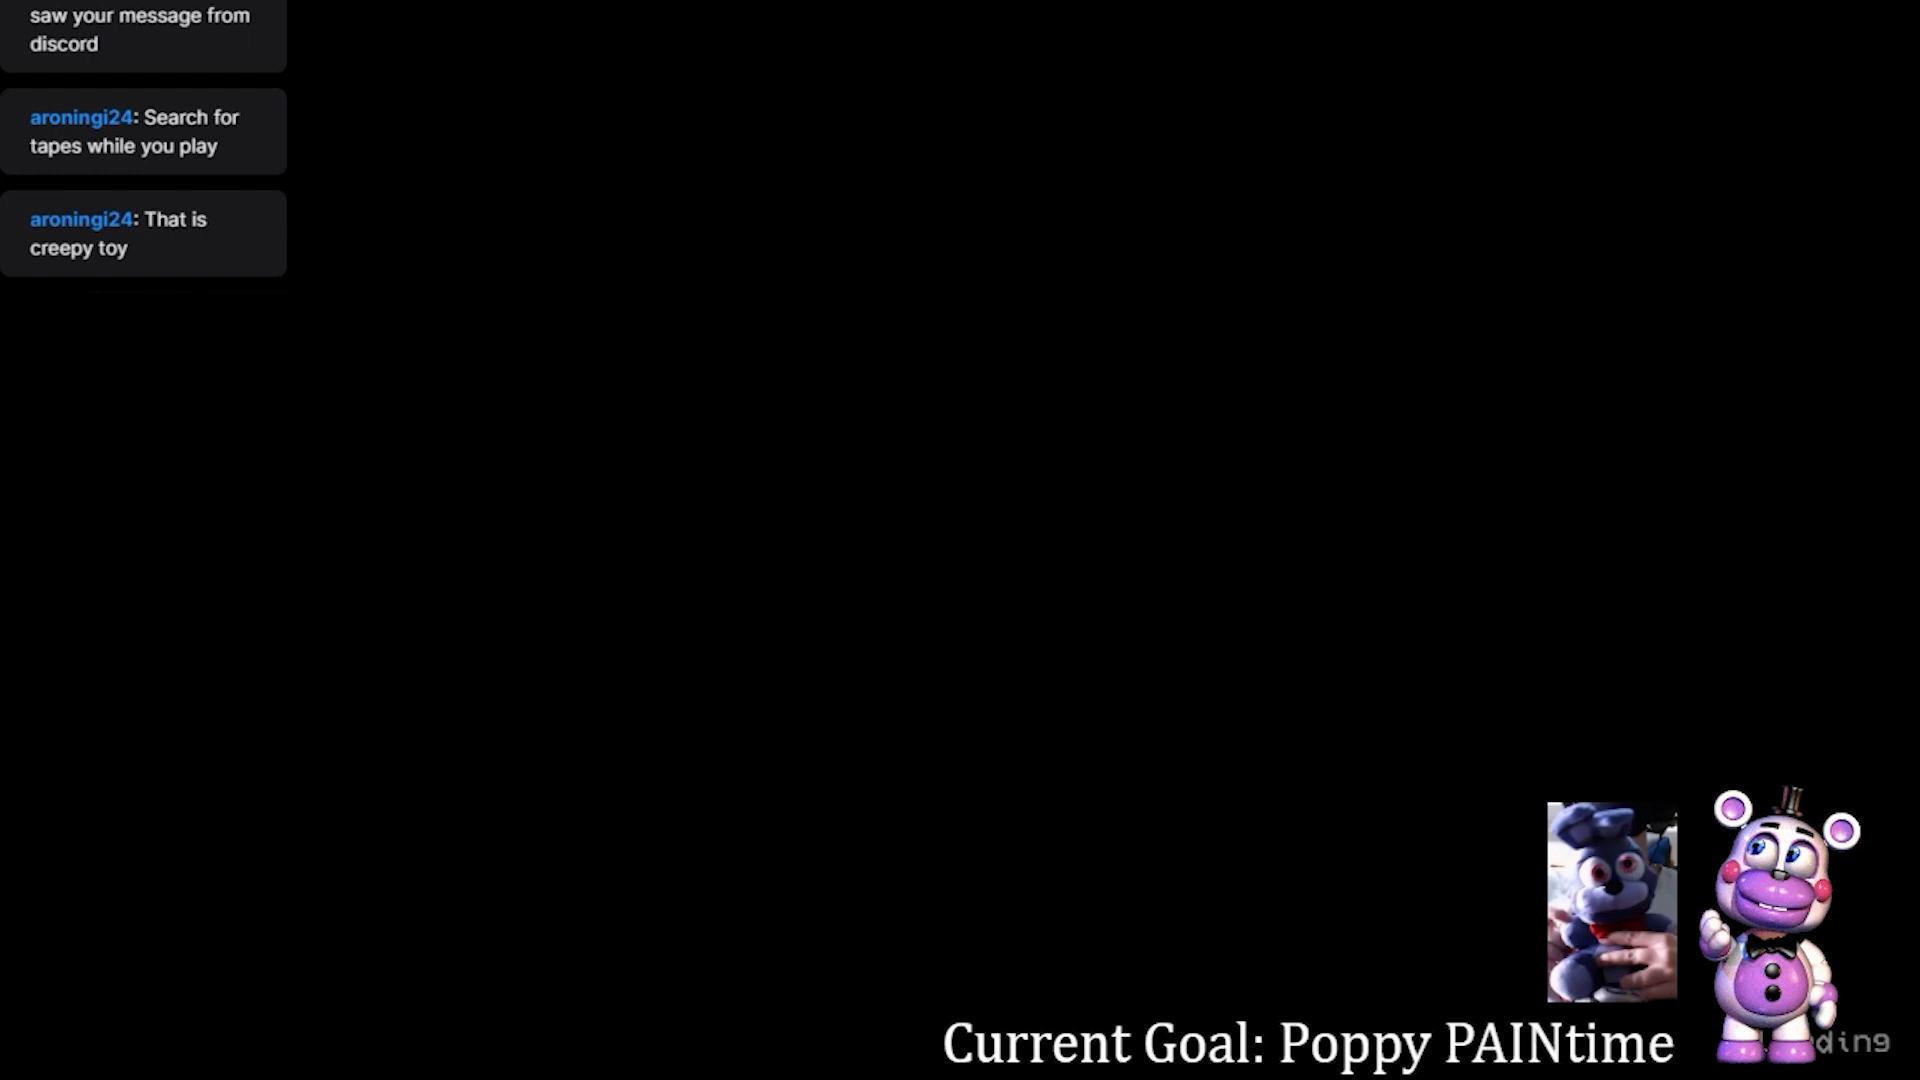 saw your message from
discord
aroningi24: Search for
tapes while you play
aroningi24: That is
creepy toy
Current Goal: Poppy PAINtime
ding